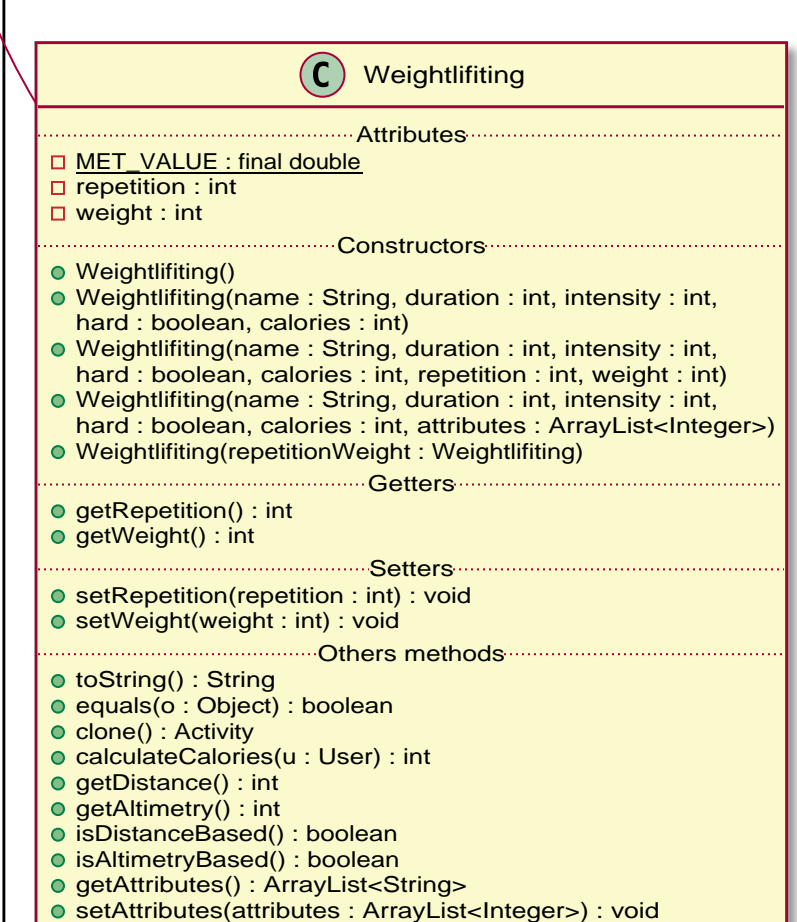 C Weightlifiting
Attributes
MET_VALUE : final double
repetition : int
weight : int
Constructors
Weightlifiting()
Weightlifiting(name : String, duration : int, intensity : int,
hard : boolean, calories : int)
Weightlifiting(name : String, duration : int, intensity : int,
hard : boolean, calories : int, repetition : int, weight : int)
Weightlifiting(name : String, duration : int, intensity : int,
hard : boolean, calories : int, attributes : ArrayList<Integer>)
Weightlifiting(repetitionWeight : Weightlifiting)
Getters
getRepetition() : int
getWeight() : int
Setters
setRepetition(repetition : int) : void
setWeight(weight : int) : void
Others methods
toString() : String
equals(o : Object) : boolean
clone() : Activity
calculateCalories(u : User) : int
getDistance() : int
getAltimetry() : int
isDistanceBased() : boolean
isAltimetryBased() : boolean
getAttributes() : ArrayList<String>
setAttributes(attributes : ArrayList<Integer>) : void